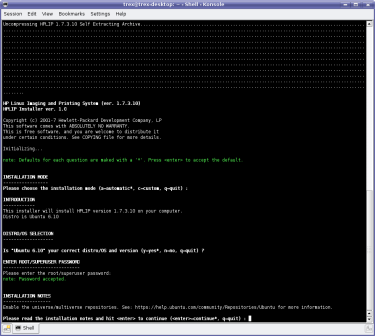 trex@trex-desktop: ~ - Shell - Konsole
Session Edit View Bookmarks Settings Help
Uncompressing HPLIP 1.7.3.10 Self Extracting Archive..............
HP Linux Imaging and Printing System (ver. 1.7.3.10)
HPLIP Installer ver. 1.0
Copyright (c) 2001-7 Hewlett-Packard Development Company, LP
This software comes with ABSOLUTELY NO WARRANTY.
This is free software, and you are welcome to distribute it
under certain conditions. See COPYING file for more details.
Initializing...
note: Defaults for each question are maked with a '*'. Press <enter> to accept the default.
INSTALLATION MODE
-----------------
Please choose the installation mode (a=automatic*, c=custom, q=quit) :
INTRODUCTION
------------
This installer will install HPLIP version 1.7.3.10 on your computer.
Distro is Ubuntu 6.10
DISTRO/OS SELECTION
-------------------
Is "Ubuntu 6.10" your correct distro/OS and version (y=yes*, n=no, q=quit) ?
ENTER ROOT/SUPERUSER PASSWORD
-----------------------------
Please enter the root/superuser password:
note: Password accepted.
INSTALLATION NOTES
------------------
Enable the universe/multiverse repositories. See: https://help.ubuntu.com/community/Repositories/Ubuntu for more information.
Please read the installation notes and hit <enter> to continue (<enter>=continue*, q=quit) :
Shell